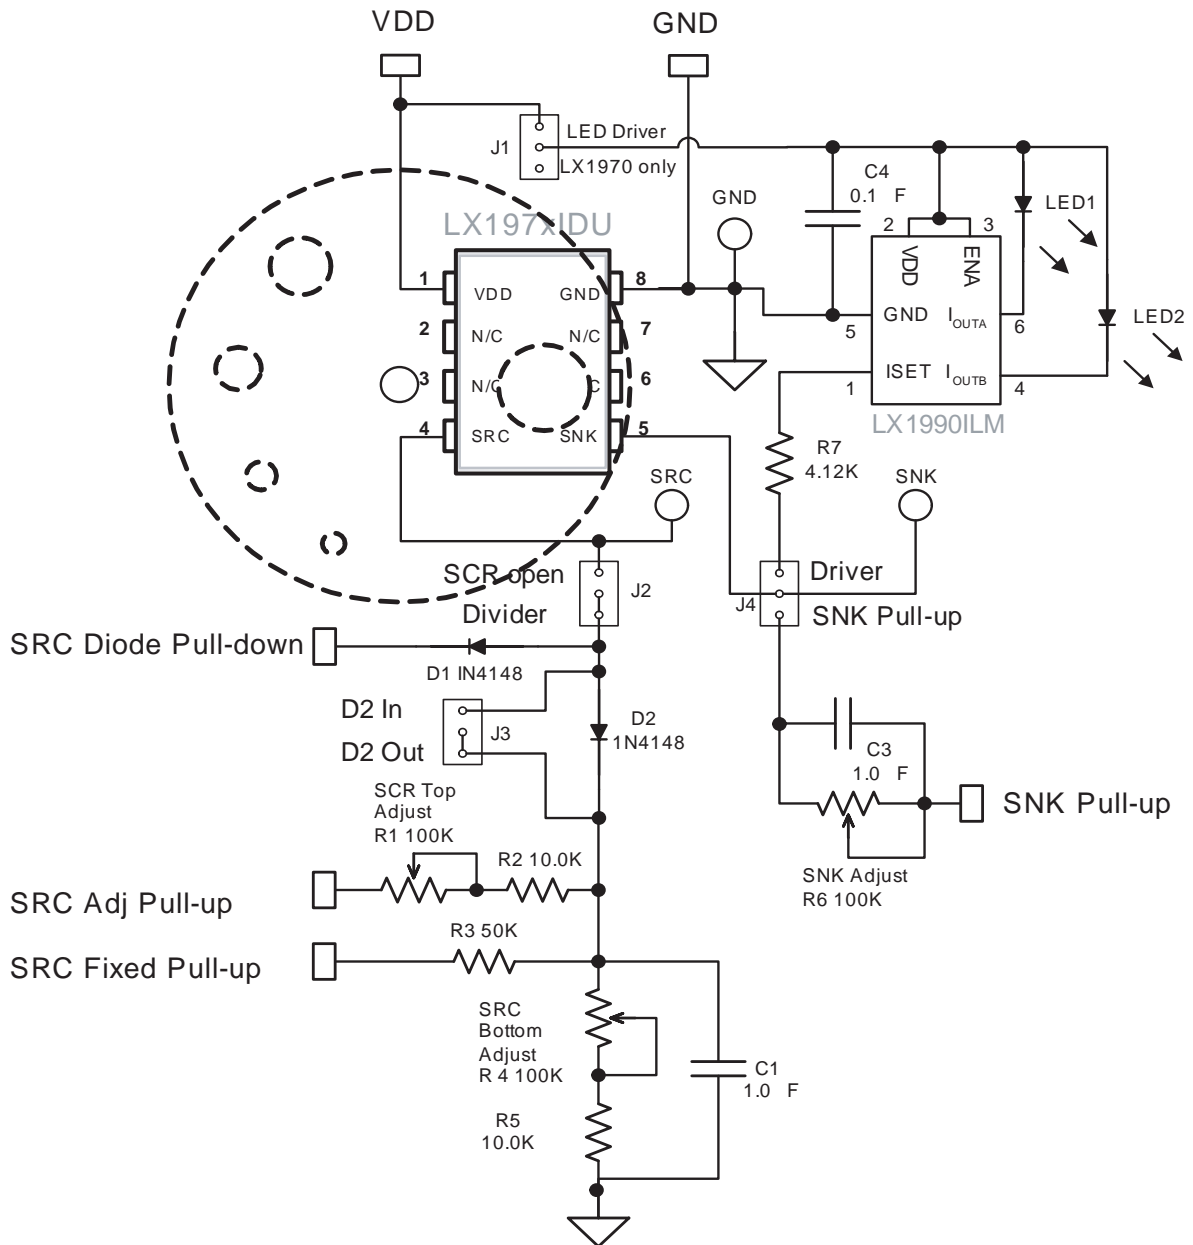 VDD
GND
LED Driver
J1
LX1970 only
C4
0.1 F
GND
LED1
LX197xIDU
2
3
VDD
ENA
1
8
VDD
GND
GND
IOUTA
5
6
LED2
2
7
N/C
N/C
3
6
N/C
C
ISET
IOUTB
1
4
LX1990ILM
4
5
SRC
SNK
R7
4.12K
SRC
SNK
SCR open
J2
Driver
J4
Divider
SNK Pull-up
SRC Diode Pull-down
D1 IN4148
D2 In
J3
D2
1N4148
D2 Out
C3
1.0 F
SCR Top
Adjust
R1 100K
SNK Pull-up
R2 10.0K
SNK Adjust
R6 100K
SRC Adj Pull-up
R3 50K
SRC Fixed Pull-up
SRC
Bottom
Adjust
R 4 100K
C1
1.0 F
R5
10.0K